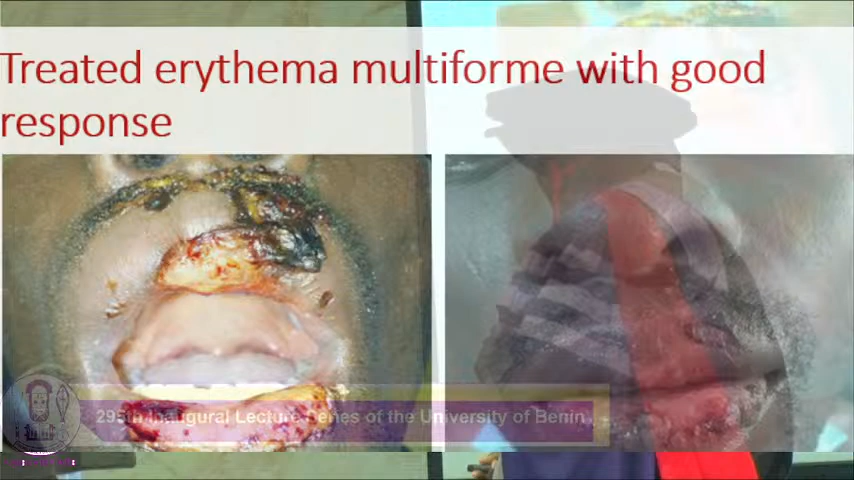 Treated erythema multiforme with good
response
295th Inaugural Lecture Series of the University of Benin